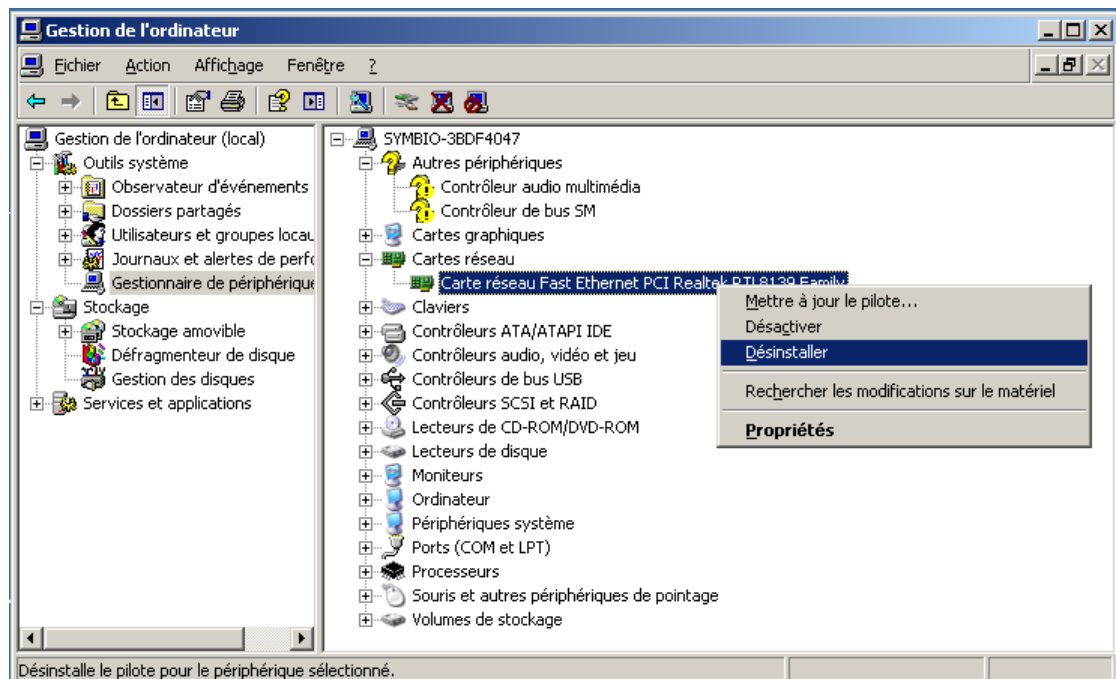 Gestion de l'ordinateur
Fichier Action Affichage Fenêtre ?
Gestion de l'ordinateur (local)
Outils système
Observateur d'événements
Dossiers partagés
Utilisateurs et groupes locau
Journaux et alertes de perfo
Gestionnaire de périphérique
Stockage
Stockage amovible
Défragmenteur de disque
Gestion des disques
Services et applications
SYMBIO-3BDF4047
Autres périphériques
Contrôleur audio multimédia
Contrôleur de bus SM
Cartes graphiques
Cartes réseau
Carte réseau Fast Ethernet PCI Realtek RTL8139 Family
Claviers
Contrôleurs ATA/ATAPI IDE
Contrôleurs audio, vidéo et jeu
Contrôleurs de bus USB
Contrôleurs SCSI et RAID
Lecteurs de CD-ROM/DVD-ROM
Lecteurs de disque
Moniteurs
Ordinateur
Périphériques système
Ports (COM et LPT)
Processeurs
Souris et autres périphériques de pointage
Volumes de stockage
Mettre à jour le pilote...
Désactiver
Désinstaller
Rechercher les modifications sur le matériel
Propriétés
Désinstalle le pilote pour le périphérique sélectionné.